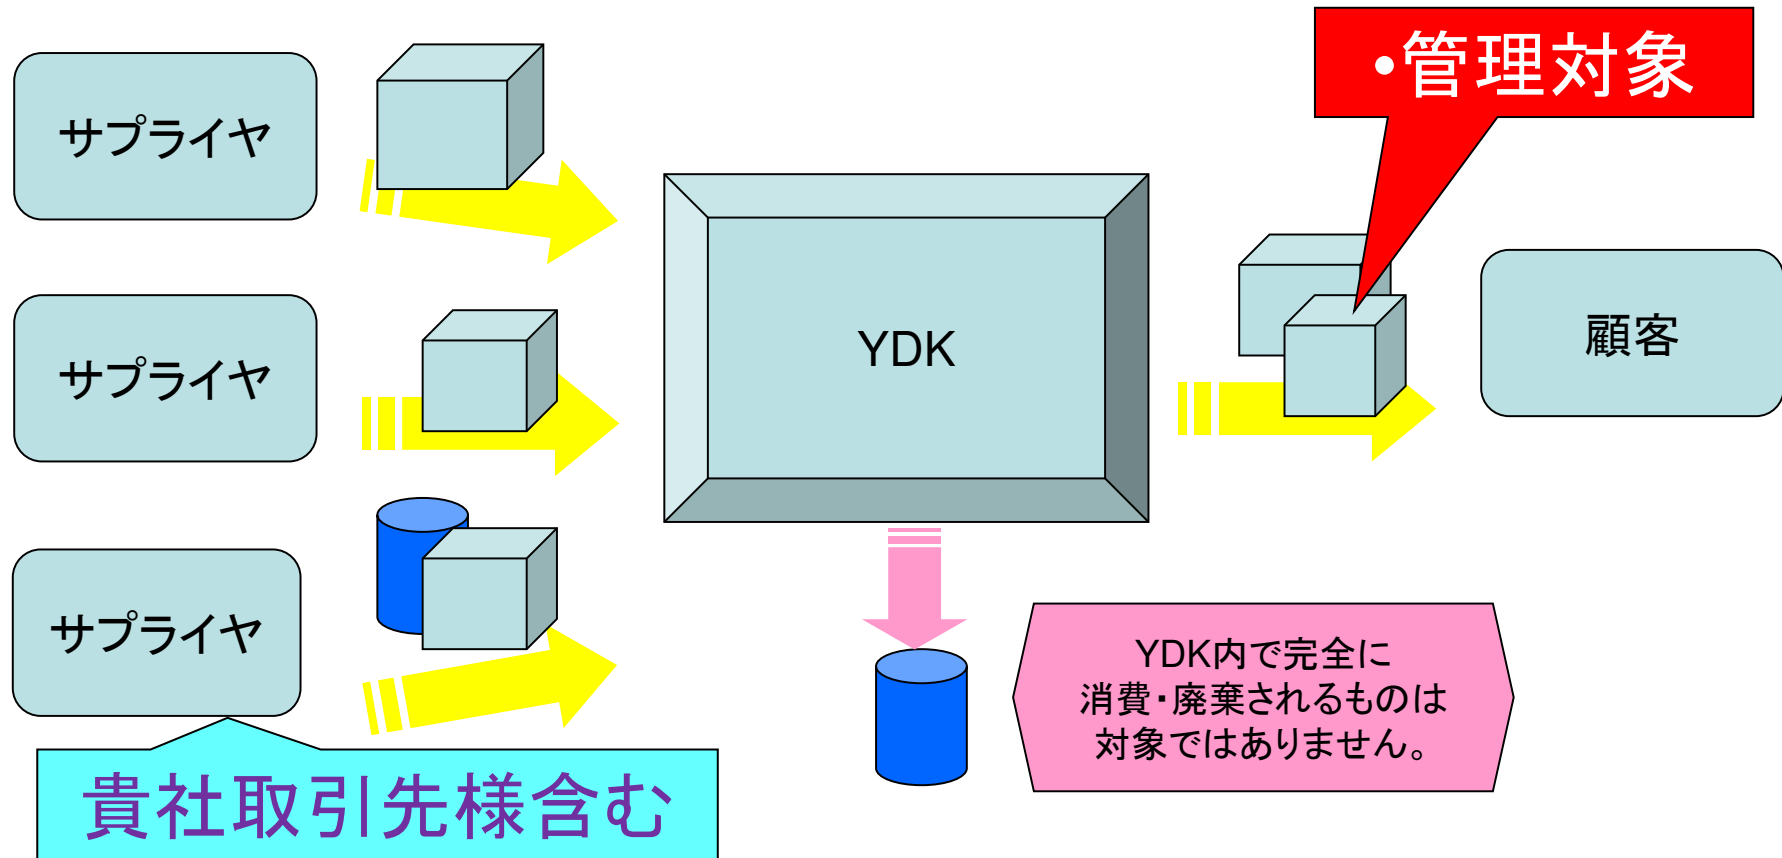 サプライヤ
•管理対象
サプライヤ
YDK
顧客
サプライヤ
YDK内で完全に
消費・廃棄されるものは
対象ではありません。
貴社取引先様含む